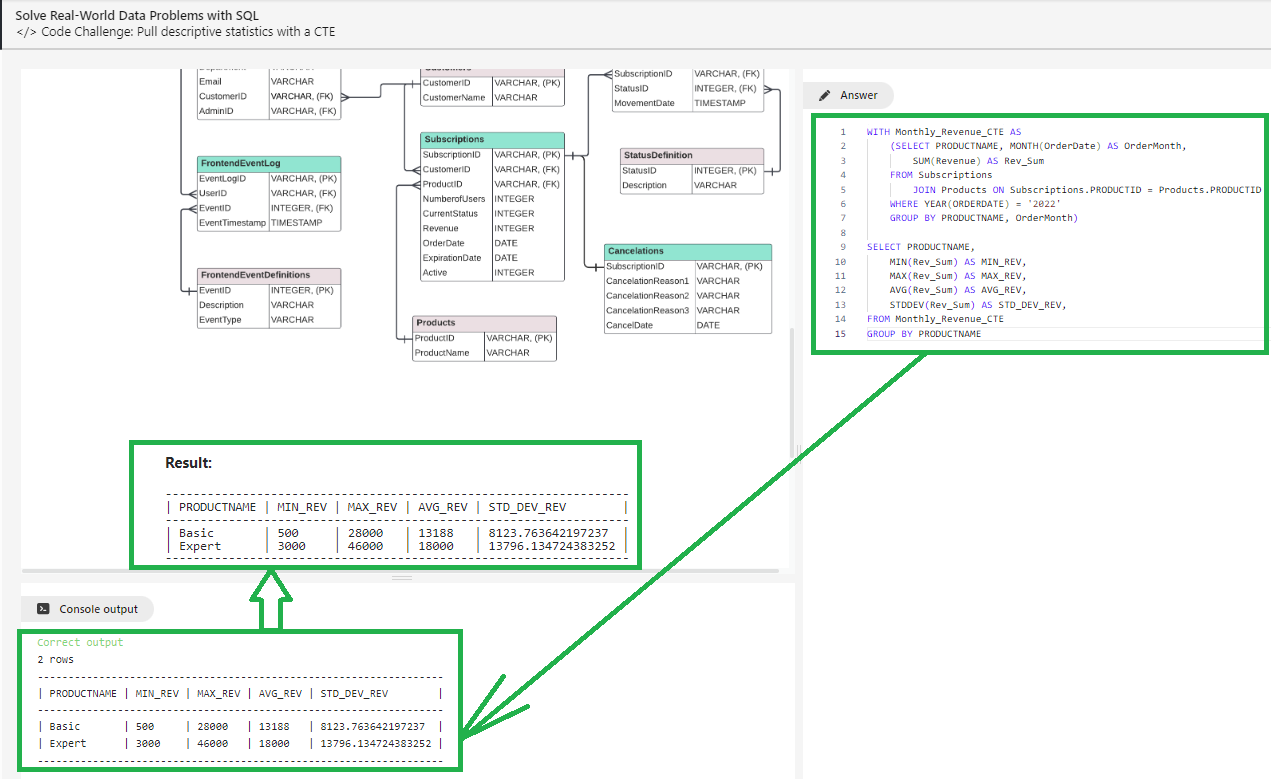 Solve Real-World Data Problems with SQL
</> Code Challenge: Pull descriptive statistics with a CTE
VARCHAR
Email VARCHAR
CustomerID VARCHAR, (FK)
AdminID VARCHAR, (FK)
Customers
CustomerID VARCHAR, (PK)
CustomerName VARCHAR
SubscriptionID VARCHAR, (FK)
StatusID INTEGER, (FK)
MovementDate TIMESTAMP
FrontendEventLog
EventLogID VARCHAR, (PK)
UserID VARCHAR, (FK)
EventID INTEGER, (FK)
EventTimestamp TIMESTAMP
Subscriptions
SubscriptionID VARCHAR, (PK)
CustomerID VARCHAR, (FK)
ProductID VARCHAR, (FK)
NumberofUsers INTEGER
CurrentStatus INTEGER
Revenue INTEGER
OrderDate DATE
ExpirationDate DATE
Active INTEGER
StatusDefinition
StatusID INTEGER, (PK)
Description VARCHAR
FrontendEventDefinitions
EventID INTEGER, (PK)
Description VARCHAR
EventType VARCHAR
Cancelations
SubscriptionID VARCHAR, (PK)
CancelationReason1 VARCHAR
CancelationReason2 VARCHAR
CancelationReason3 VARCHAR
CancelDate DATE
Products
ProductID VARCHAR, (PK)
ProductName VARCHAR
Result:
| PRODUCTNAME | MIN_REV | MAX_REV | AVG_REV | STD_DEV_REV |
| Basic | 500 | 28000 | 13188 | 8123.763642197237 |
| Expert | 3000 | 46000 | 18000 | 13796.134724383252 |
Console output
Correct output
2 rows
| PRODUCTNAME | MIN_REV | MAX_REV | AVG_REV | STD_DEV_REV |
| Basic | 500 | 28000 | 13188 | 8123.763642197237 |
| Expert | 3000 | 46000 | 18000 | 13796.134724383252 |
Answer
1 WITH Monthly_Revenue_CTE AS
2 (SELECT PRODUCTNAME, MONTH(OrderDate) AS OrderMonth,
3 SUM(Revenue) AS Rev_Sum
4 FROM Subscriptions
5 JOIN Products ON Subscriptions.PRODUCTID = Products.PRODUCTID
6 WHERE YEAR(ORDERDATE) = '2022'
7 GROUP BY PRODUCTNAME, OrderMonth)
8
9 SELECT PRODUCTNAME,
10 MIN(Rev_Sum) AS MIN_REV,
11 MAX(Rev_Sum) AS MAX_REV,
12 AVG(Rev_Sum) AS AVG_REV,
13 STDDEV(Rev_Sum) AS STD_DEV_REV,
14 FROM Monthly_Revenue_CTE
15 GROUP BY PRODUCTNAME